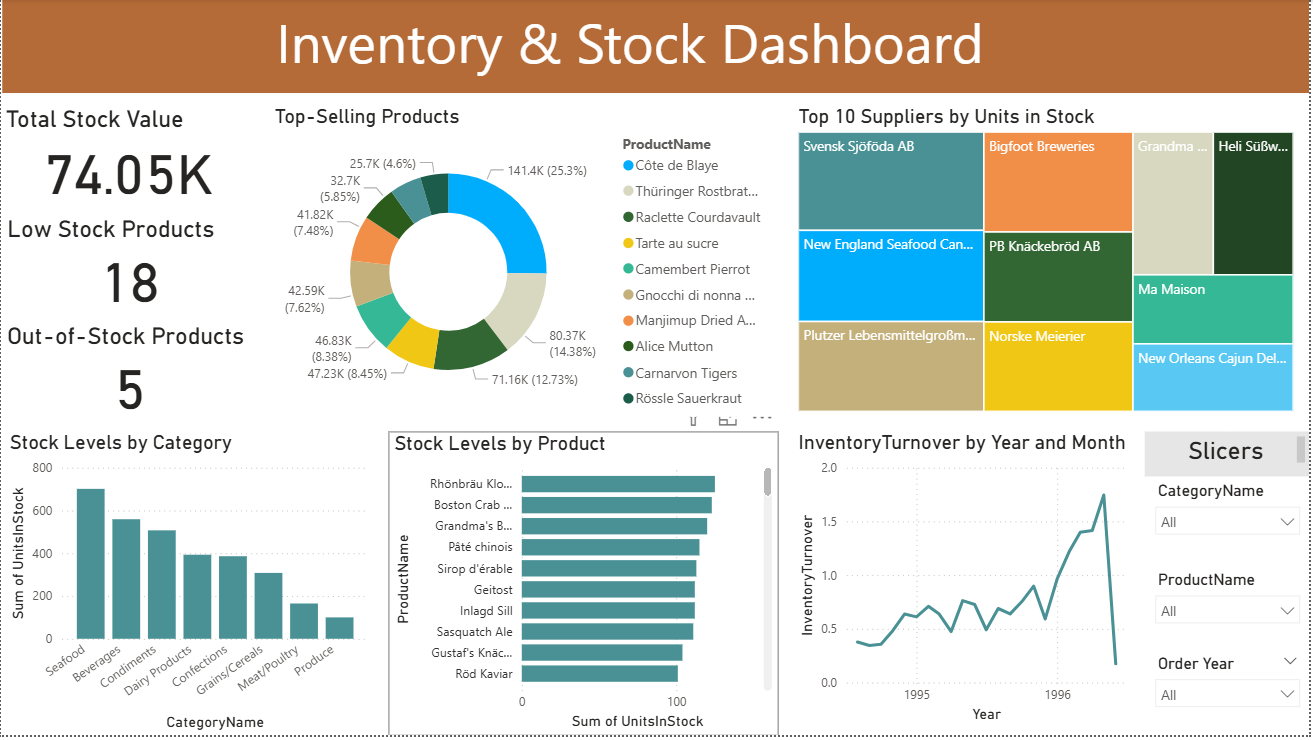 Inventory & Stock Dashboard
Total Stock Value
74.05K
Low Stock Products
18
Out-of-Stock Products
5
Top-Selling Products
25.7K (4.6%)
32.7K
(5.85%)
41.82K
(7.48%)
42.59K
(7.62%)
46.83K
(8.38%)
47.23K (8.45%)
141.4K (25.3%)
80.37K
(14.38%)
71.16K (12.73%)
ProductName
Côte de Blaye
Thüringer Rostbrat...
Raclette Courdavault
Tarte au sucre
Camembert Pierrot
Gnocchi di nonna ...
Manjimup Dried A...
Alice Mutton
Carnarvon Tigers
Rössle Sauerkraut
Top 10 Suppliers by Units in Stock
Svensk Sjöföda AB
New England Seafood Can...
Plutzer Lebensmittelgroßm...
Bigfoot Breweries
PB Knäckebröd AB
Norske Meierier
Grandma ...
Heli Süßw...
Ma Maison
New Orleans Cajun Del...
Stock Levels by Category
Sum of UnitsInStock
800
600
400
200
0
Seafood
Beverages
Condiments
Dairy Products
Confections
Grains/Cereals
Meat/Poultry
Produce
CategoryName
Stock Levels by Product
ProductName
Rhönbräu Klo...
Boston Crab ...
Grandma's B...
Pâté chinois
Sirop d'érable
Geitost
Inlagd Sill
Sasquatch Ale
Gustaf's Knäc...
Röd Kaviar
0
100
Sum of UnitsInStock
InventoryTurnover by Year and Month
InventoryTurnover
2.0
1.5
1.0
0.5
0.0
1995
1996
Year
Slicers
CategoryName
All
ProductName
All
Order Year
All